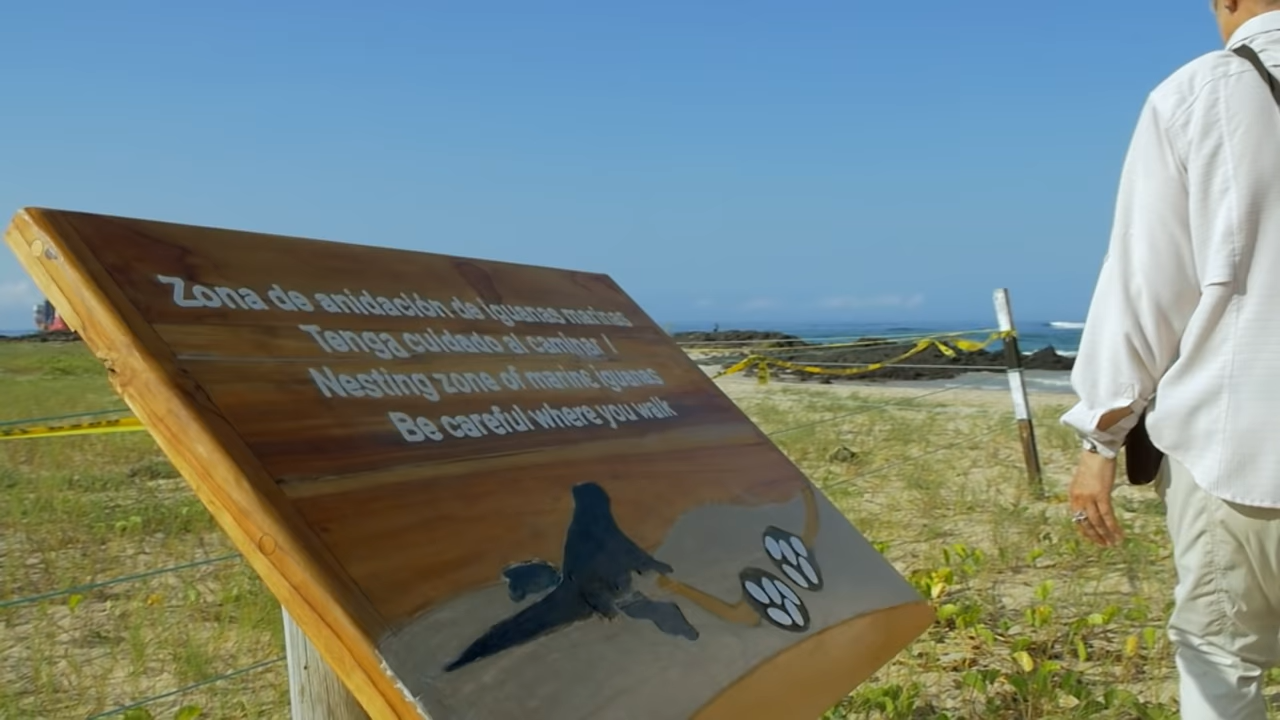 Zona de anidación de iguanas marinas
Tenga cuidado al caminar !
Nesting zone of marine iguanas
Be careful where you walk